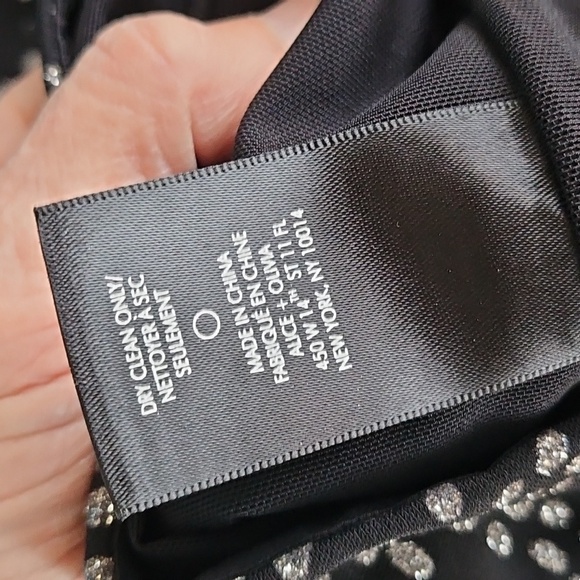 DRY CLEAN ONLY/
NETTOYER À SEC
SEULEMENT
MADE IN CHINA
FABRIQUÉ EN CHINE
ALICE + OLIVIA
450 W 14TH ST 11 FL
NEW YORK, NY 10014